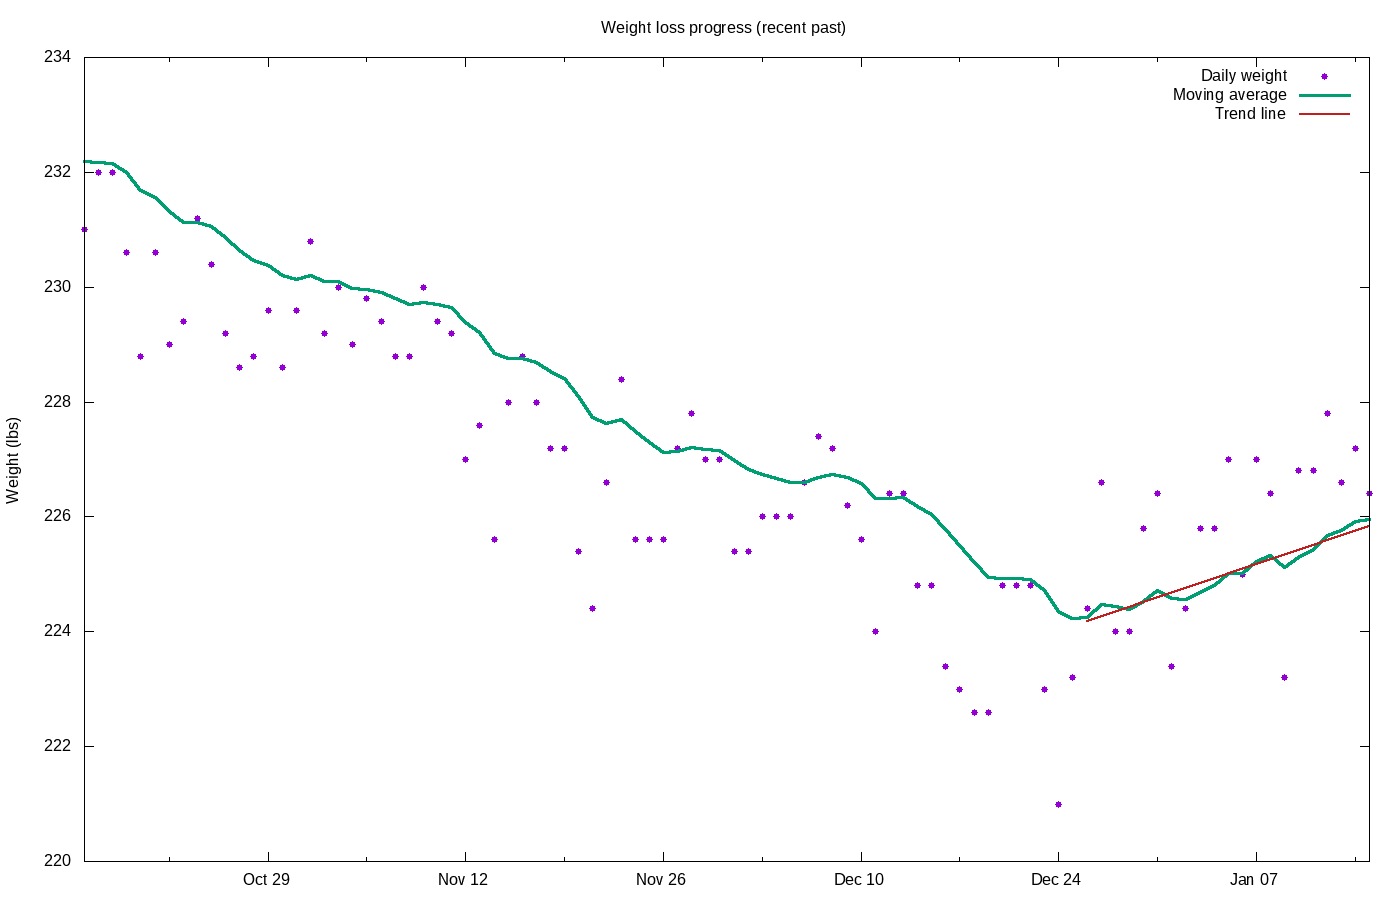 Weight loss progress (recent past)
234
232
230
228
226
224
222
220
Weight (lbs)
Daily weight
Moving average
Trend line
Oct 29
Nov 12
Nov 26
Dec 10
Dec 24
Jan 07